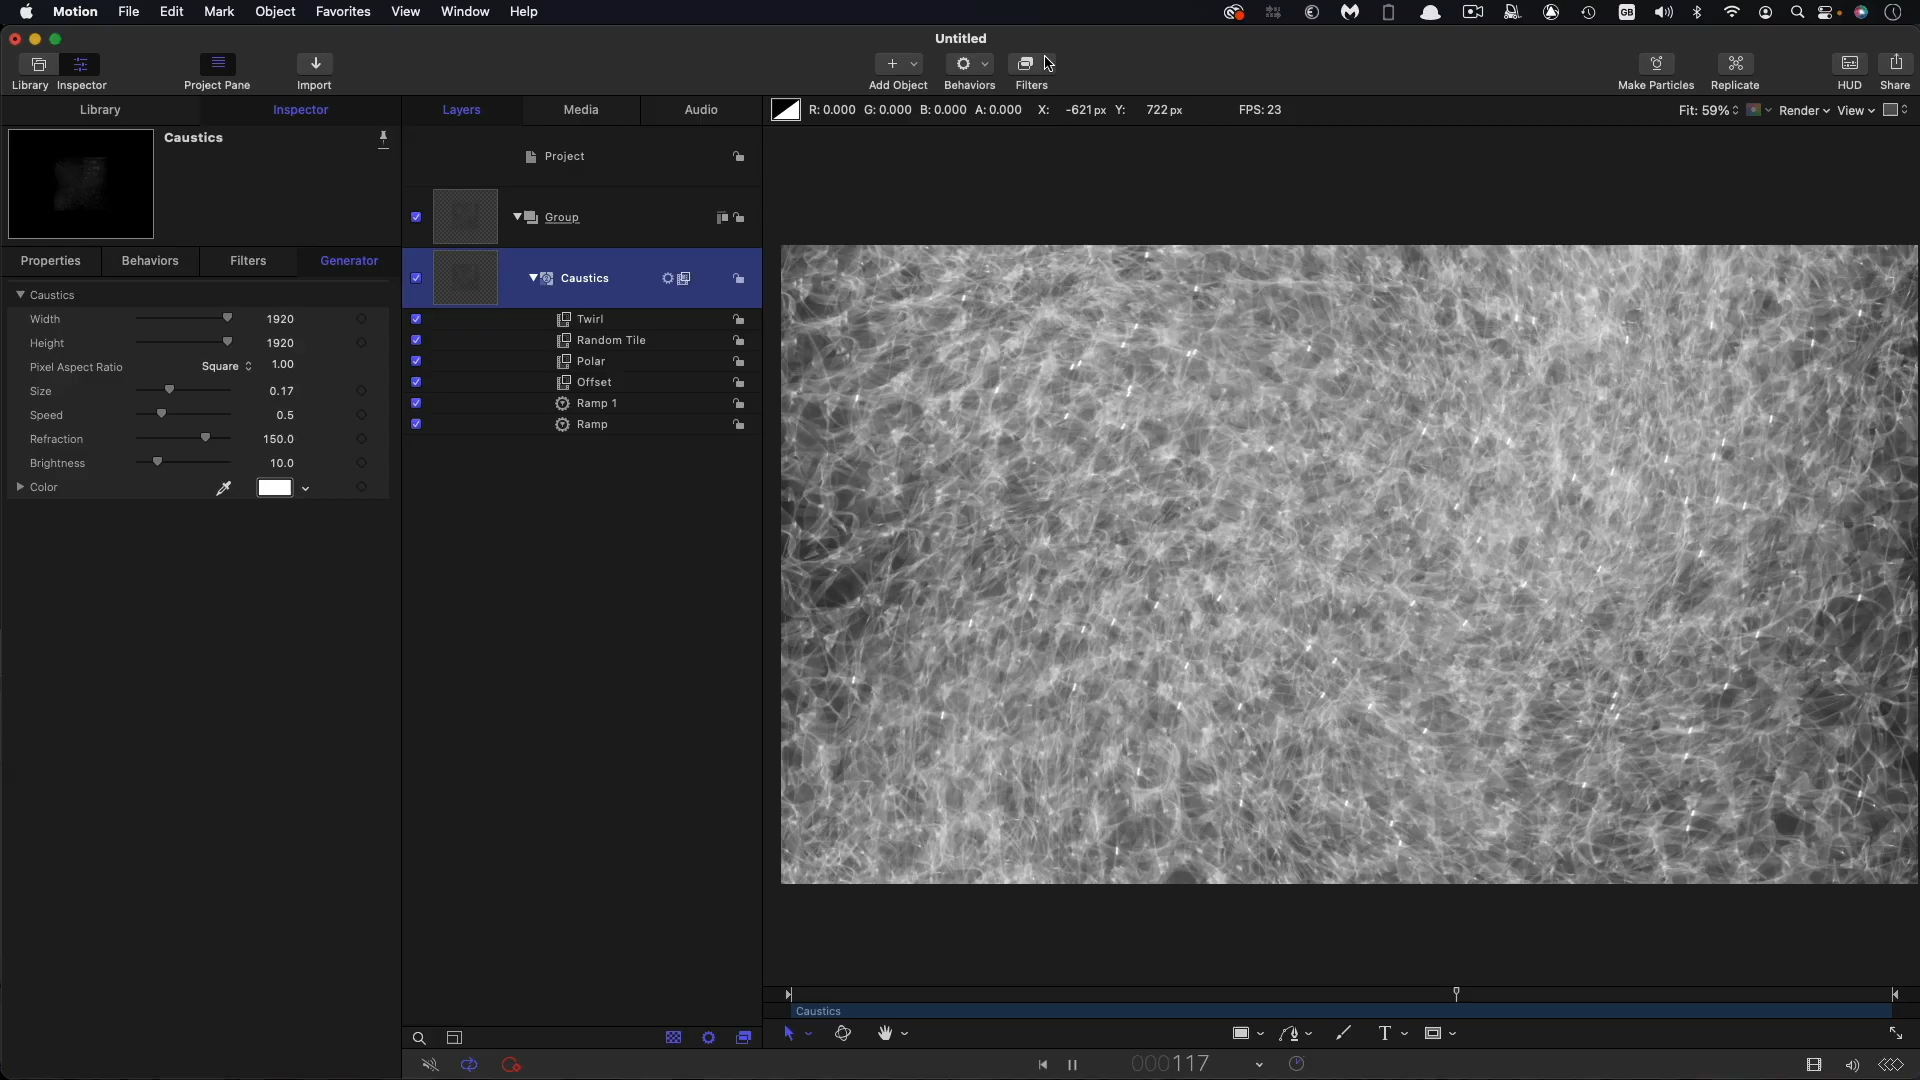 Motion File Edit Mark Object Favorites View Window Help GB
Untitled
Library Inspector Project Pane Import Add Object Behaviors Filters Make Particles Replicate HUD Share
Library Inspector Layers Media Audio R: 0.000 G: 0.000 B: 0.000 A: 0.000 X: -621 px Y: 722 px FPS: 23 Fit: 59% Render View
Caustics
Project
Group
Properties Behaviors Filters Generator
Caustics
Caustics
Width 1920
Twirl
Height 1920
Random Tile
Pixel Aspect Ratio Square 1.00
Polar
Size 0.17
Offset
Speed 0.5
Ramp 1
Refraction 150.0
Ramp
Brightness 10.0
Color
Caustics
T
000117